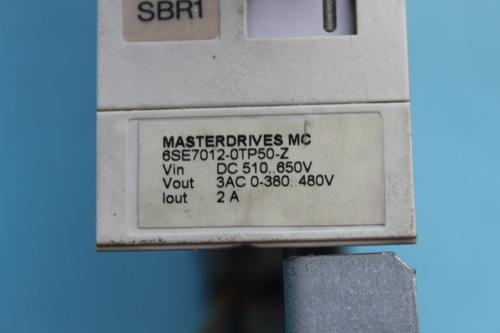 SBR1
MASTERDRIVES MC
6SE7012-0TP50-Z
Vin DC 510..650V
Vout 3AC 0-380..480V
Iout 2 A